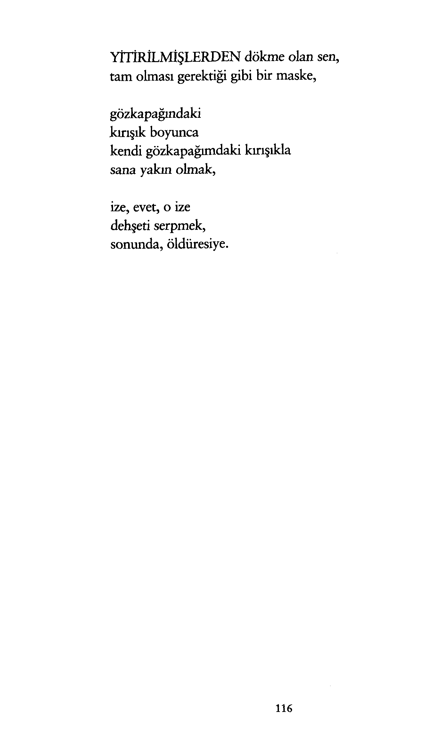 YİTİRİLMİŞLERDEN dökme olan sen,
tam olması gerektiği gibi bir maske,

gözkapağındaki
kırışık boyunca
kendi gözkapağımdaki kırışıkla
sana yakın olmak,

ize, evet, o ize
dehşeti serpmek,
sonunda, öldüresiye.

116